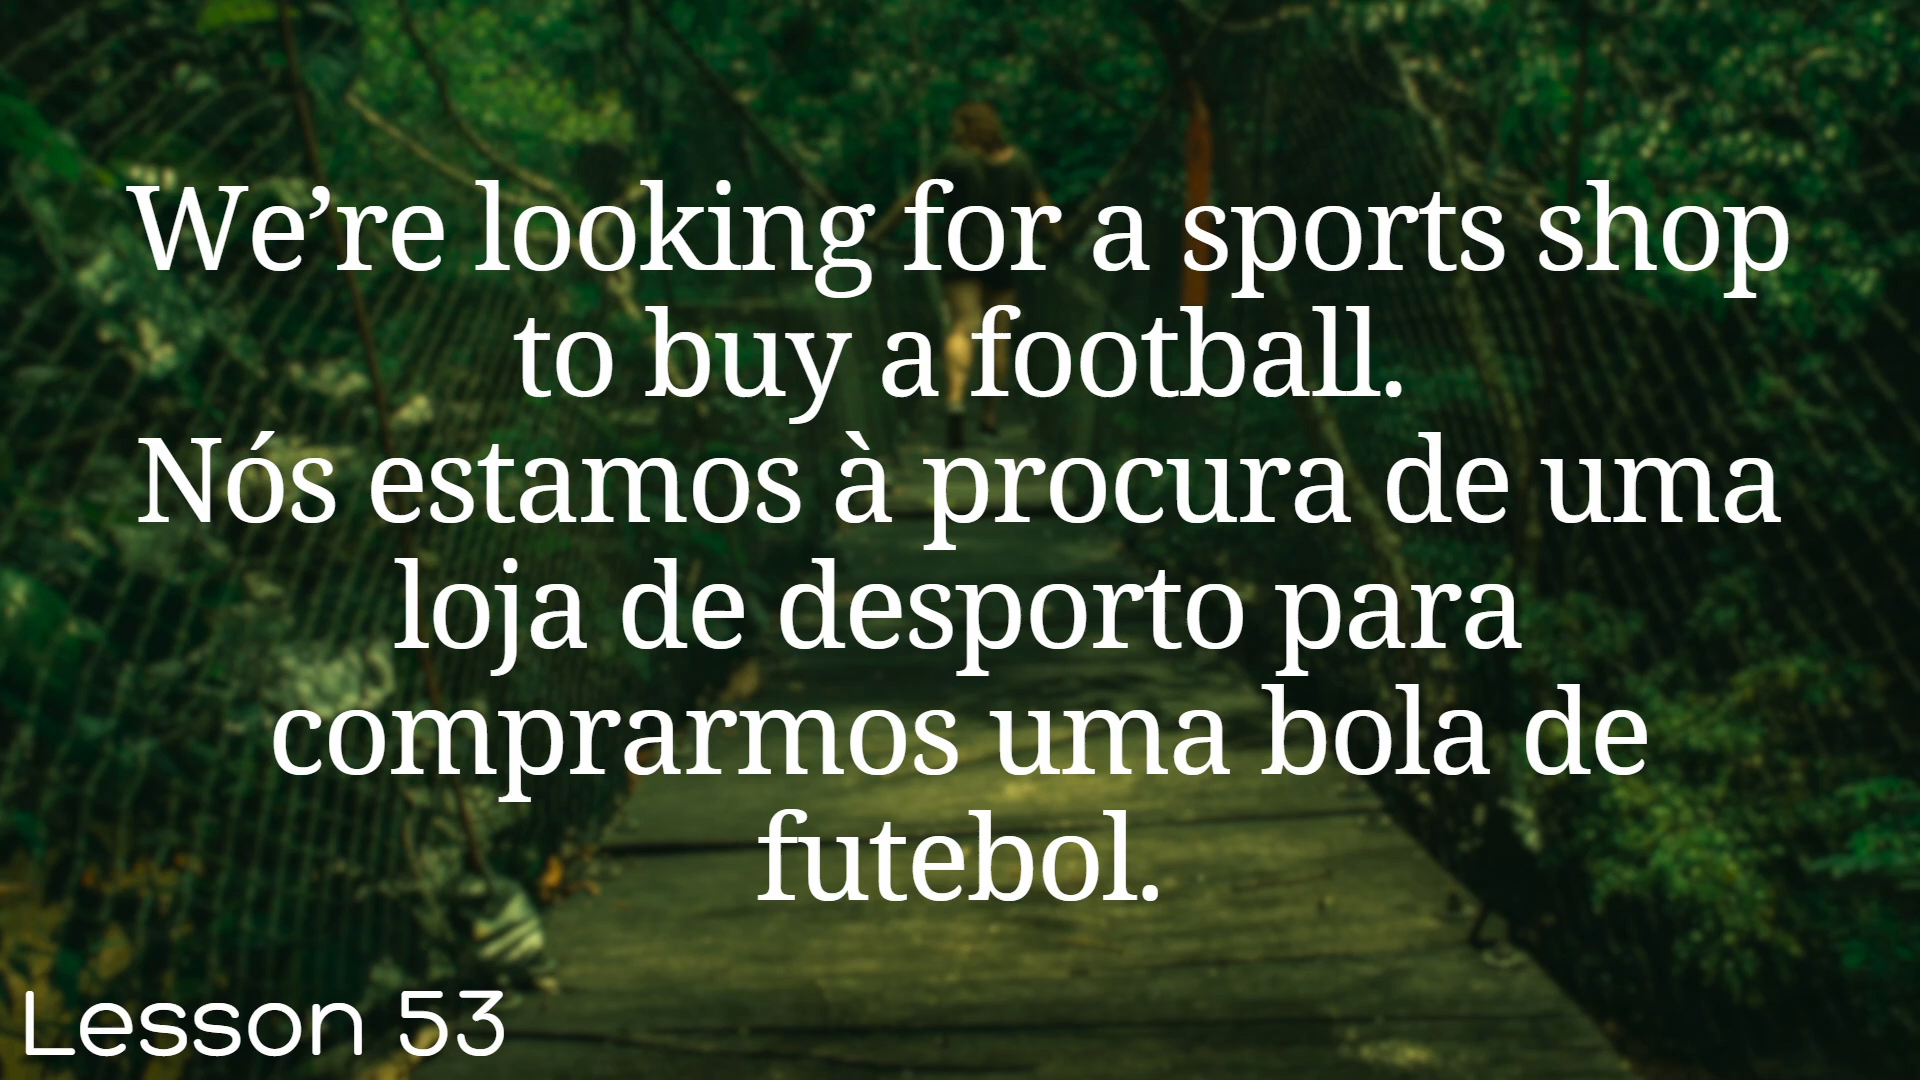 We’re looking for a sports shop
to buy a football.
Nós estamos à procura de uma
loja de desporto para
comprarmos uma bola de
futebol.
Lesson 53